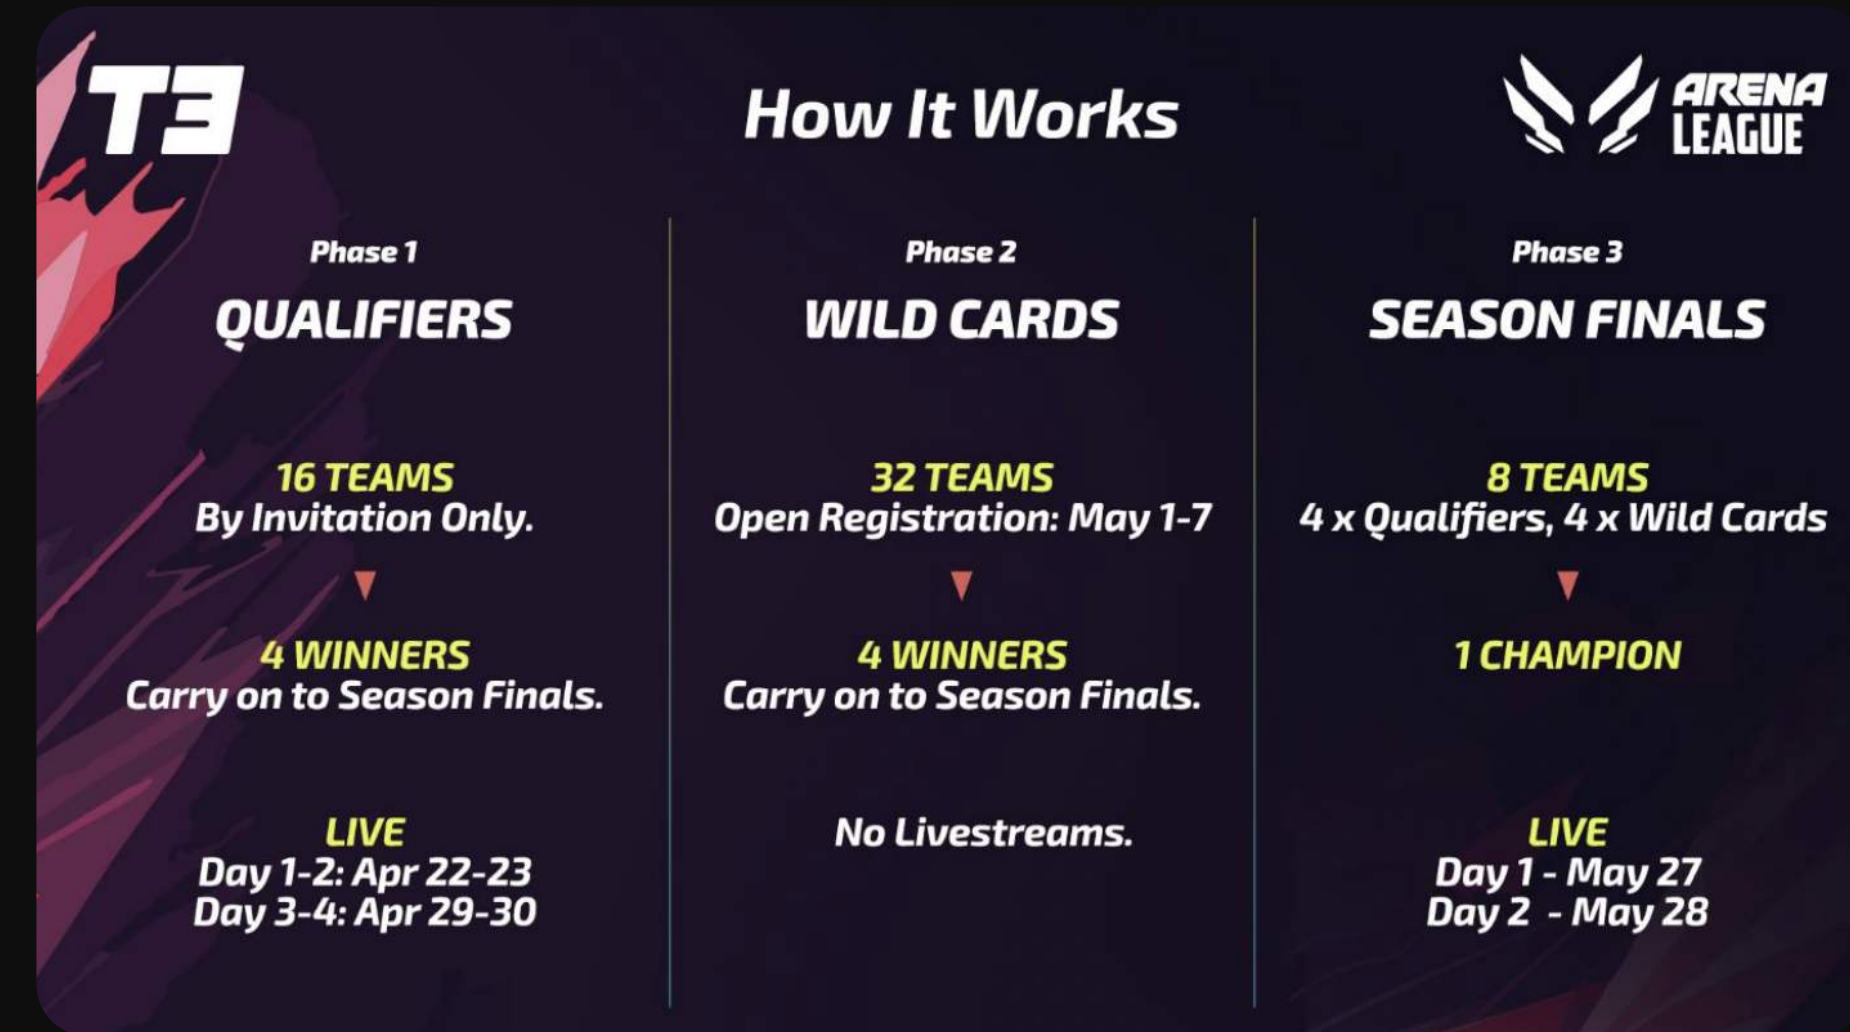 T3
How It Works
ARENA
LEAGUE
Phase 1
QUALIFIERS
16 TEAMS
By Invitation Only.
4 WINNERS
Carry on to Season Finals.
LIVE
Day 1-2: Apr 22-23
Day 3-4: Apr 29-30
Phase 2
WILD CARDS
32 TEAMS
Open Registration: May 1-7
4 WINNERS
Carry on to Season Finals.
No Livestreams.
Phase 3
SEASON FINALS
8 TEAMS
4 x Qualifiers, 4 x Wild Cards
1 CHAMPION
LIVE
Day 1 - May 27
Day 2 - May 28